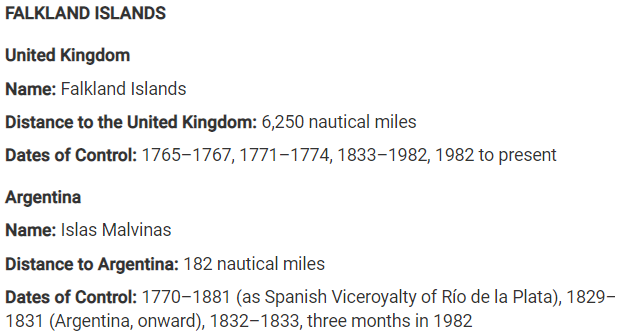 FALKLAND ISLANDS
United Kingdom
Name: Falkland Islands
Distance to the United Kingdom: 6,250 nautical miles
Dates of Control: 1765–1767, 1771–1774, 1833–1982, 1982 to present
Argentina
Name: Islas Malvinas
Distance to Argentina: 182 nautical miles
Dates of Control: 1770–1881 (as Spanish Viceroyalty of Río de la Plata), 1829–
1831 (Argentina, onward), 1832–1833, three months in 1982